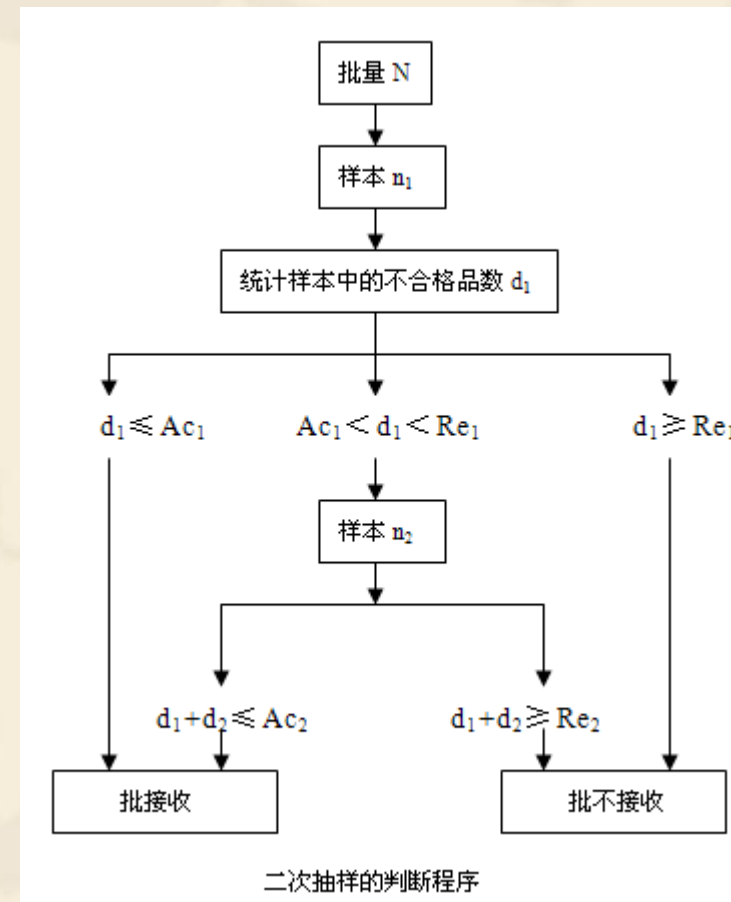 批量 N
样本 n₁
统计样本中的不合格品数 d₁
d₁≤Ac₁ Ac₁<d₁<Re₁ d₁≥Re₁
样本 n₂
d₁+d₂≤Ac₂ d₁+d₂≥Re₂
批接收 批不接收
二次抽样的判断程序